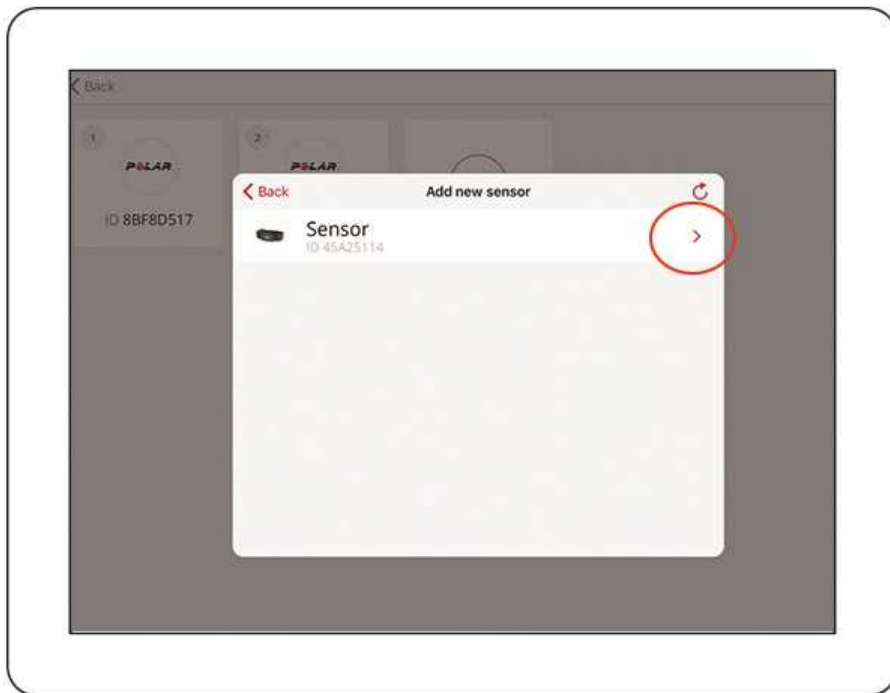 Back
1
POLAR
ID 8BF8D517
2
POLAR
Back
Add new sensor
Sensor
ID 45A25114